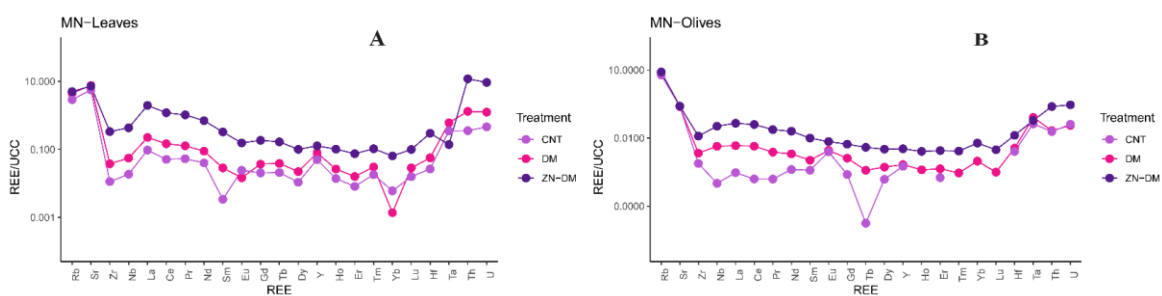 MN−Leaves
A
10.000
0.100
0.001
REE/UCC
Rb Sr Zr Nb La Ce Pr Nd Sm Eu Gd Tb Dy Y Ho Er Tm Yb Lu Hf Ta Th U
REE
Treatment
CNT
DM
ZN−DM
MN−Olives
B
10.0000
0.0100
0.0000
REE/UCC
Rb Sr Zr Nb La Ce Pr Nd Sm Eu Gd Tb Dy Y Ho Er Tm Yb Lu Hf Ta Th U
REE
Treatment
CNT
DM
ZN−DM